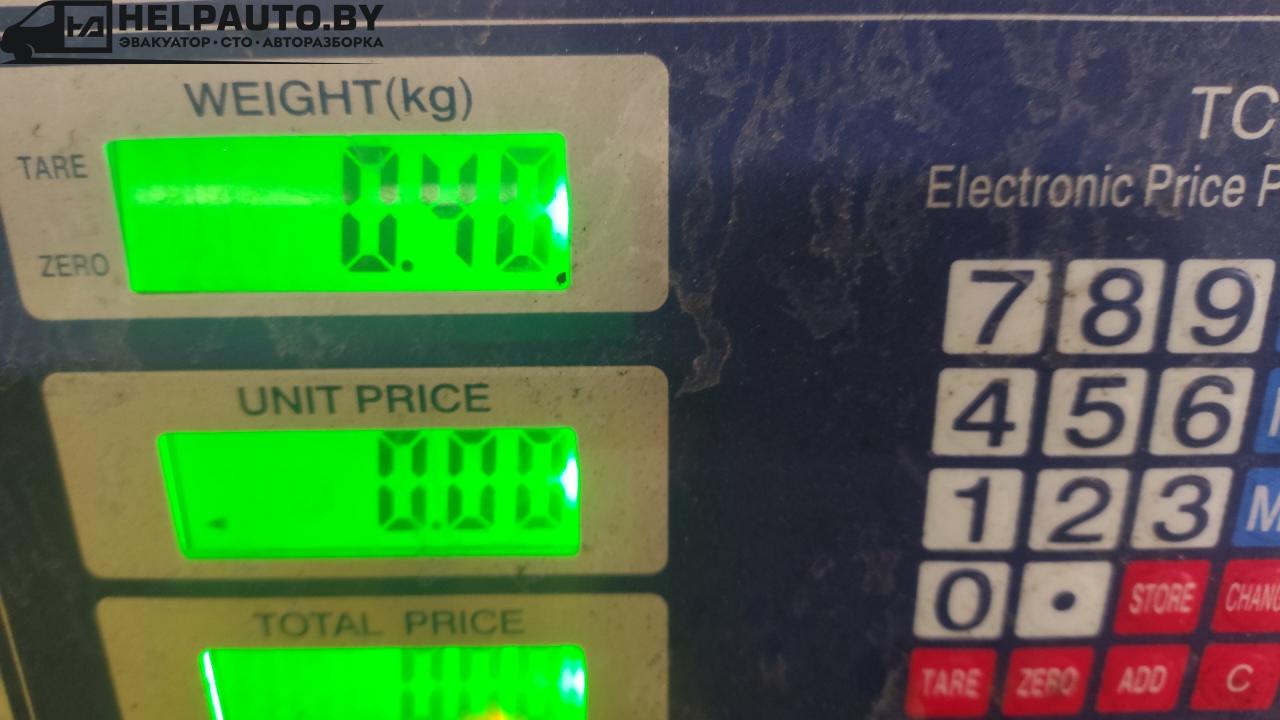 HELPAUTO.BY
ЭВАКУАТОР • СТО • АВТОРАЗБОРКА
WEIGHT(kg)
TARE
ZERO
0.40
UNIT PRICE
0.00
TOTAL PRICE
TC
Electronic Price P
7 8 9
4 5 6
1 2 3 M
0 • STORE CHANG
TARE ZERO ADD C